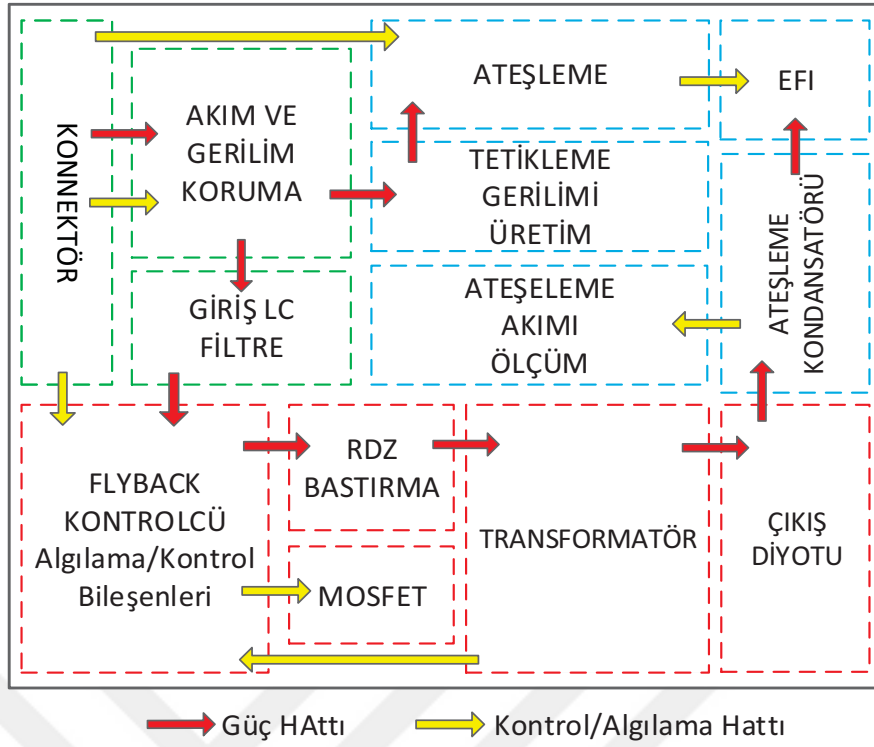 KONNEKTÖR
AKIM VE
GERİLİM
KORUMA
GİRİŞ LC
FİLTRE
ATEŞLEME
TETİKLEME
GERİLİMİ
ÜRETİM
ATEŞELEME
AKIMI
ÖLÇÜM
EFI
ATEŞLEME
KONDANSATÖRÜ
FLYBACK
KONTROLCÜ
Algılama/Kontrol
Bileşenleri
RDZ
BASTIRMA
MOSFET
TRANSFORMATÖR
ÇIKIŞ
DİYOTU
Güç HAttı
Kontrol/Algılama Hattı